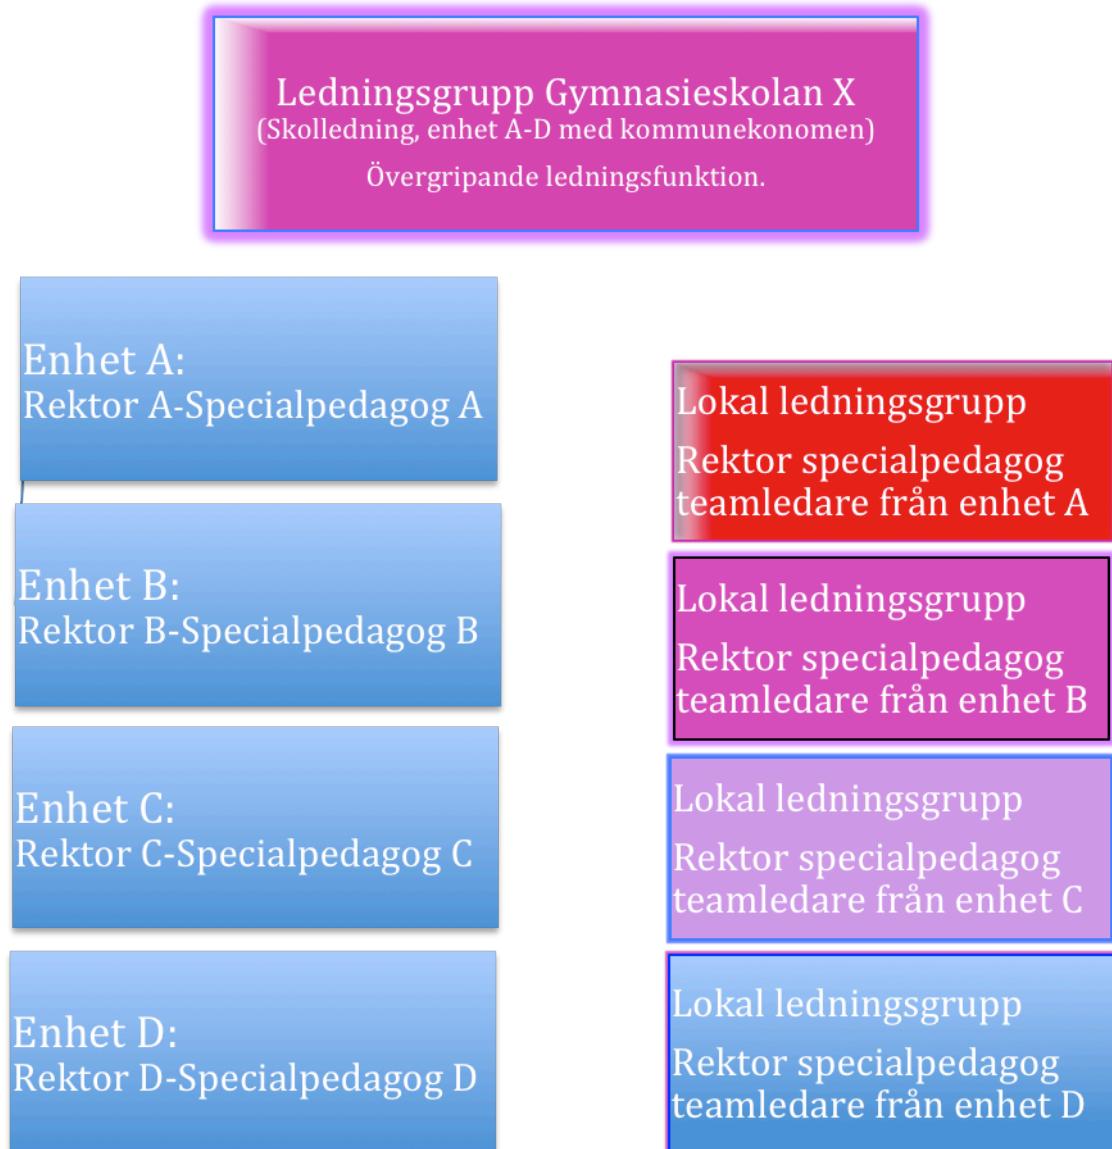 Ledningsgrupp Gymnasieskolan X
(Skolledning, enhet A-D med kommunekonomen)
Övergripande ledningsfunktion.
Enhet A:
Rektor A-Specialpedagog A
Enhet B:
Rektor B-Specialpedagog B
Enhet C:
Rektor C-Specialpedagog C
Enhet D:
Rektor D-Specialpedagog D
Lokal ledningsgrupp
Rektor specialpedagog
teamledare från enhet A
Lokal ledningsgrupp
Rektor specialpedagog
teamledare från enhet B
Lokal ledningsgrupp
Rektor specialpedagog
teamledare från enhet C
Lokal ledningsgrupp
Rektor specialpedagog
teamledare från enhet D